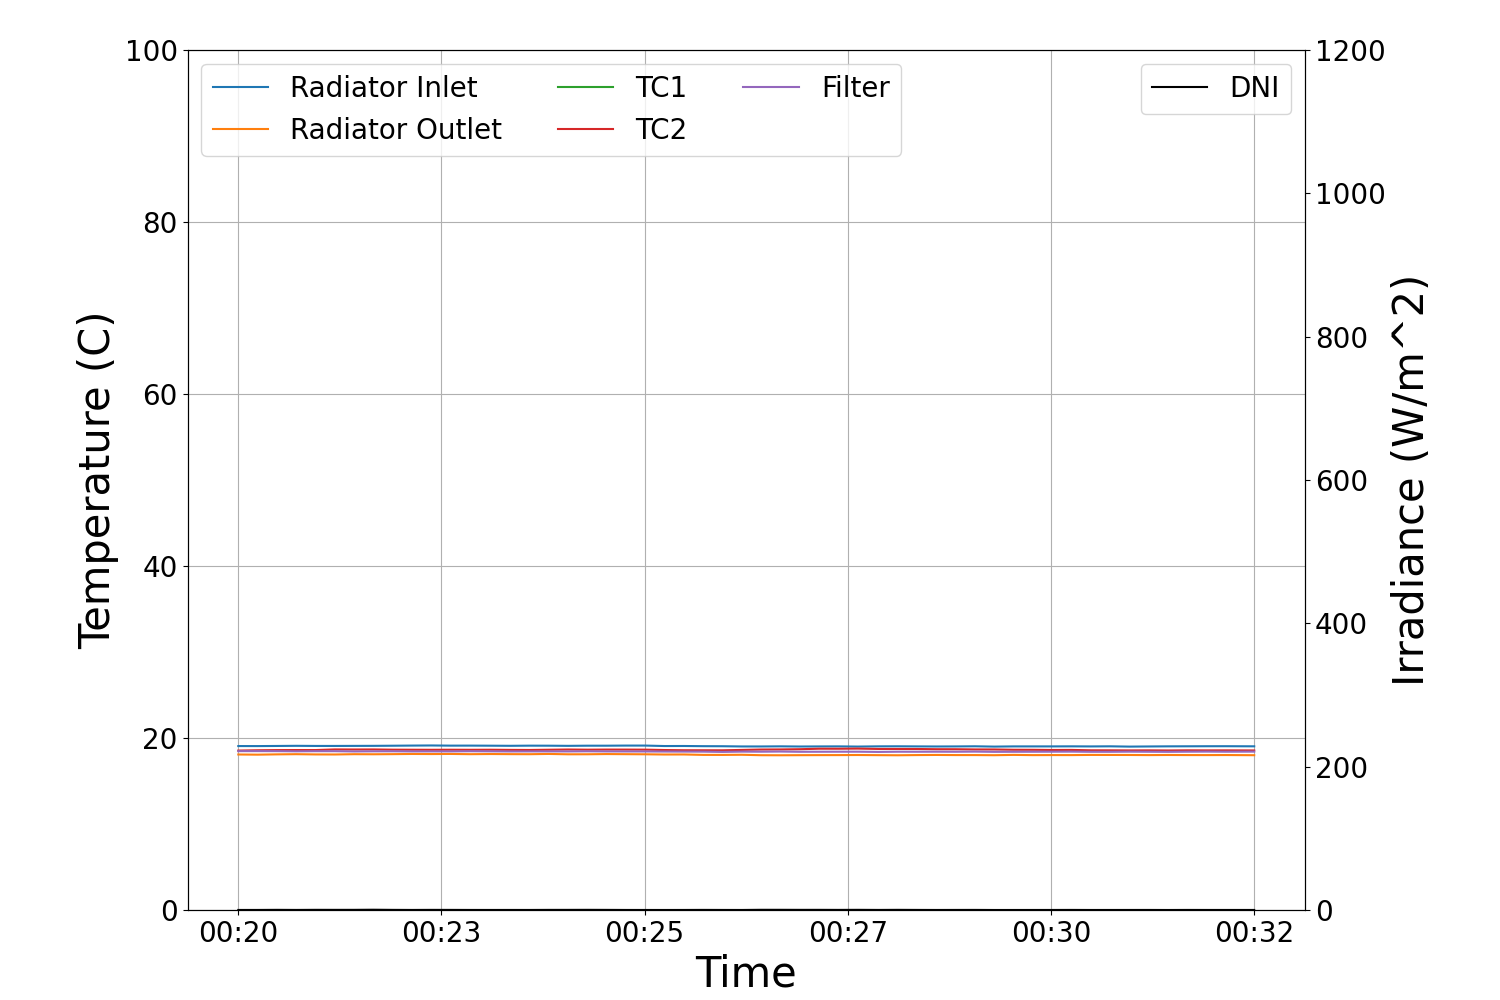 100
80
60
40
20
0
Temperature (C)
Radiator Inlet
Radiator Outlet
TC1
TC2
Filter
DNI
1200
1000
800
600
400
200
0
Irradiance (W/m^2)
00:20 00:23 00:25 00:27 00:30 00:32
Time